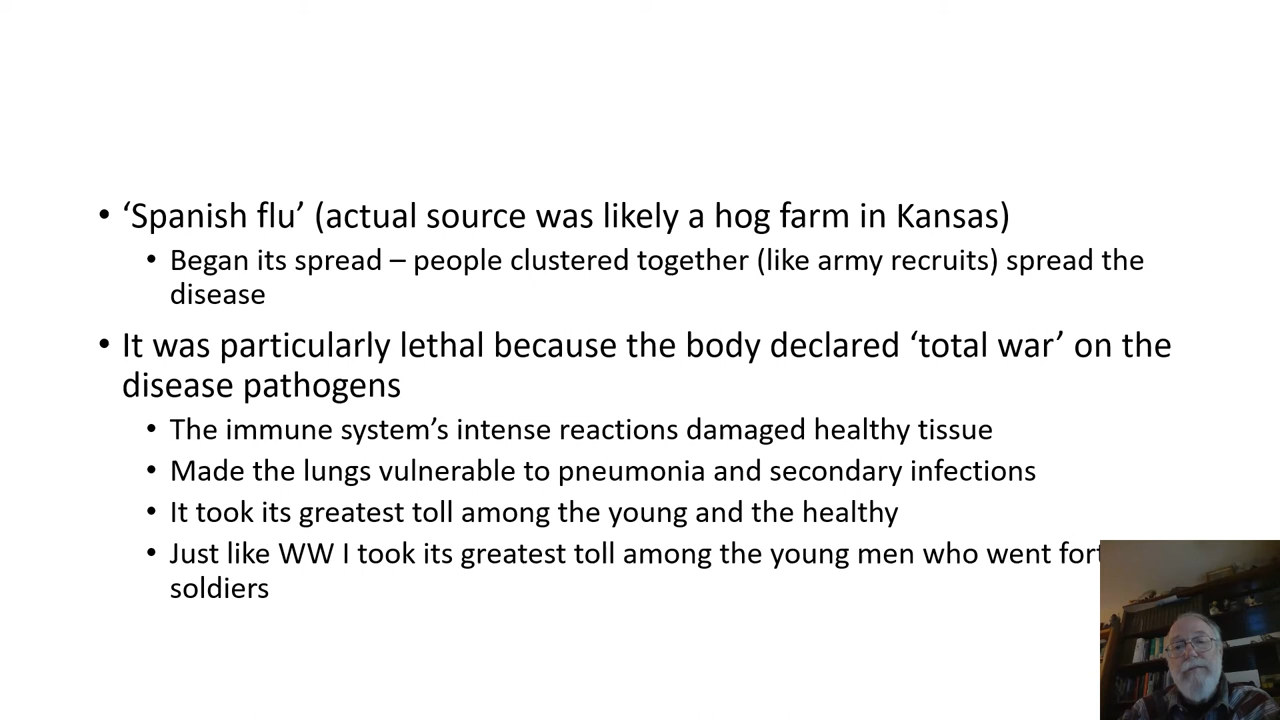 • ‘Spanish flu’ (actual source was likely a hog farm in Kansas)
• Began its spread – people clustered together (like army recruits) spread the
disease
• It was particularly lethal because the body declared ‘total war’ on the
disease pathogens
• The immune system’s intense reactions damaged healthy tissue
• Made the lungs vulnerable to pneumonia and secondary infections
• It took its greatest toll among the young and the healthy
• Just like WW I took its greatest toll among the young men who went
soldiers